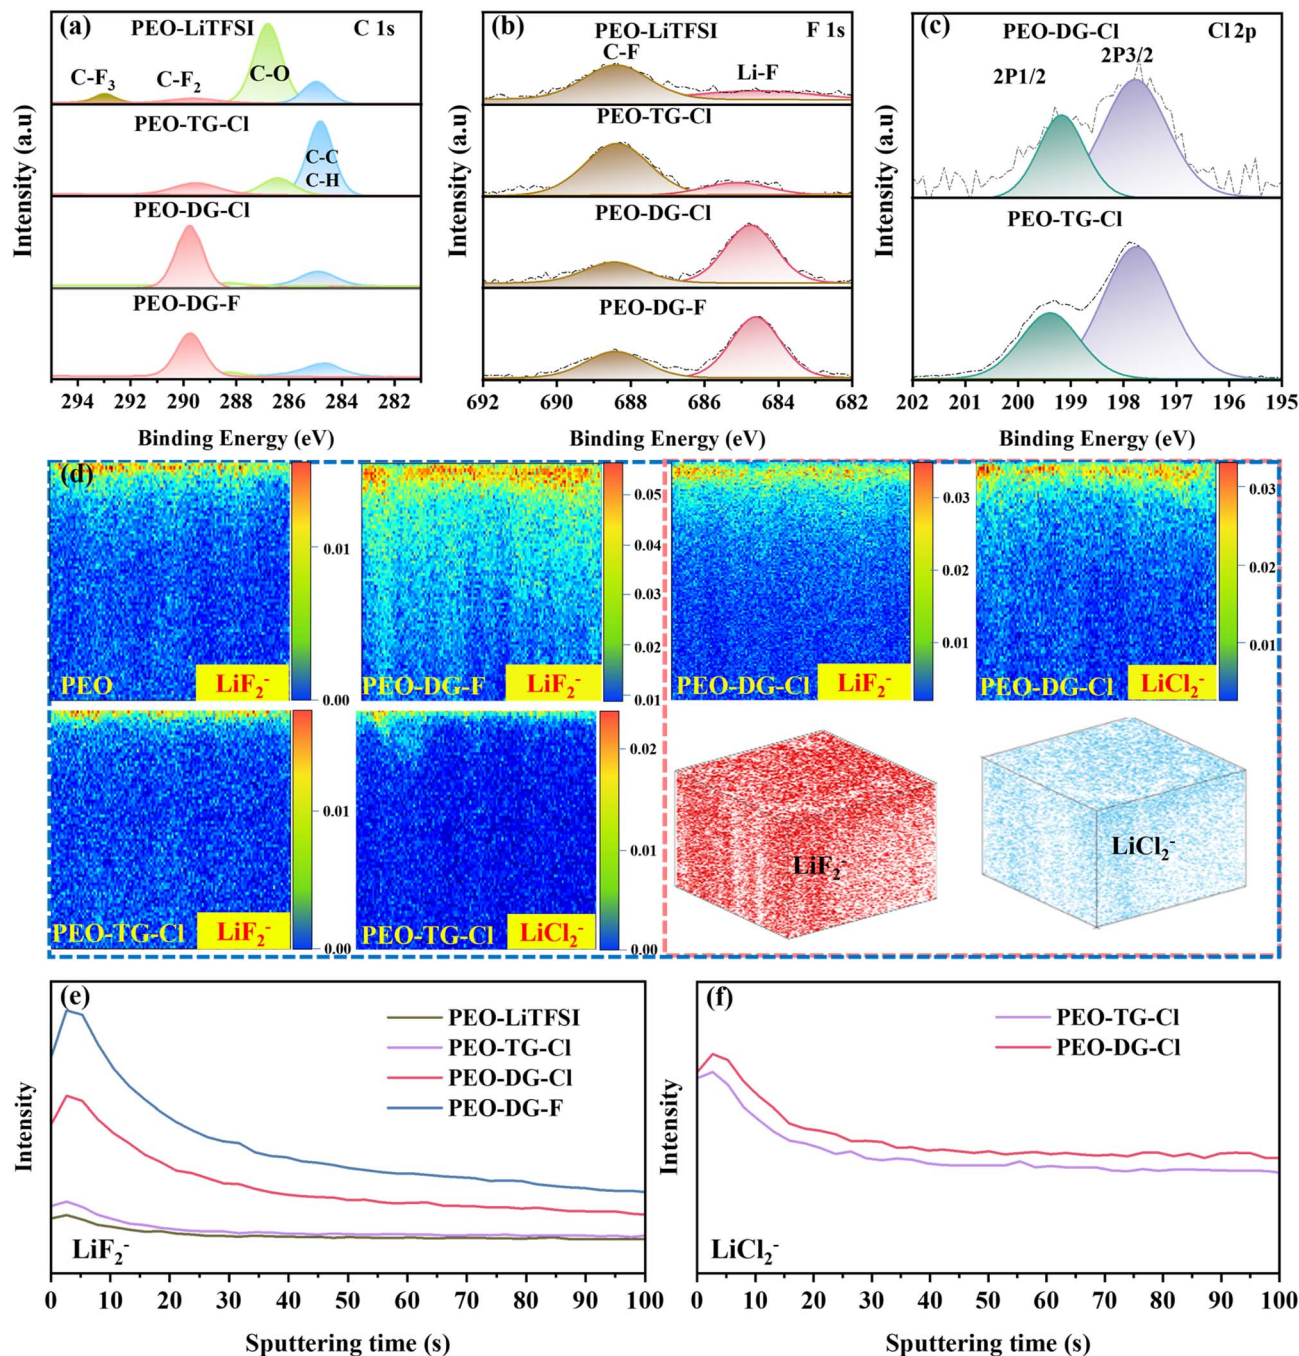 (a) PEO-LiTFSI C 1s
C-F₃ C-F₂ C-O
PEO-TG-Cl
C-C
C-H
PEO-DG-Cl
PEO-DG-F
294 292 290 288 286 284 282
Binding Energy (eV)
Intensity (a.u)
(b) PEO-LiTFSI F 1s
C-F Li-F
PEO-TG-Cl
PEO-DG-Cl
PEO-DG-F
692 690 688 686 684 682
Binding Energy (eV)
Intensity (a.u)
(c) PEO-DG-Cl Cl 2p
2P1/2 2P3/2
PEO-TG-Cl
202 201 200 199 198 197 196 195
Binding Energy (eV)
Intensity (a.u)
(d)
0.01
0.00
PEO LiF₂⁻
0.05
0.04
0.03
0.02
0.01
PEO-DG-F LiF₂⁻
0.03
0.02
0.01
PEO-DG-Cl LiF₂⁻
0.03
0.02
0.01
PEO-DG-Cl LiCl₂⁻
0.01
0.00
PEO-TG-Cl LiF₂⁻
0.02
0.01
0.00
PEO-TG-Cl LiCl₂⁻
LiF₂⁻
LiCl₂⁻
(e)
PEO-LiTFSI
PEO-TG-Cl
PEO-DG-Cl
PEO-DG-F
Intensity
LiF₂⁻
0 10 20 30 40 50 60 70 80 90 100
Sputtering time (s)
(f)
PEO-TG-Cl
PEO-DG-Cl
Intensity
LiCl₂⁻
0 10 20 30 40 50 60 70 80 90 100
Sputtering time (s)